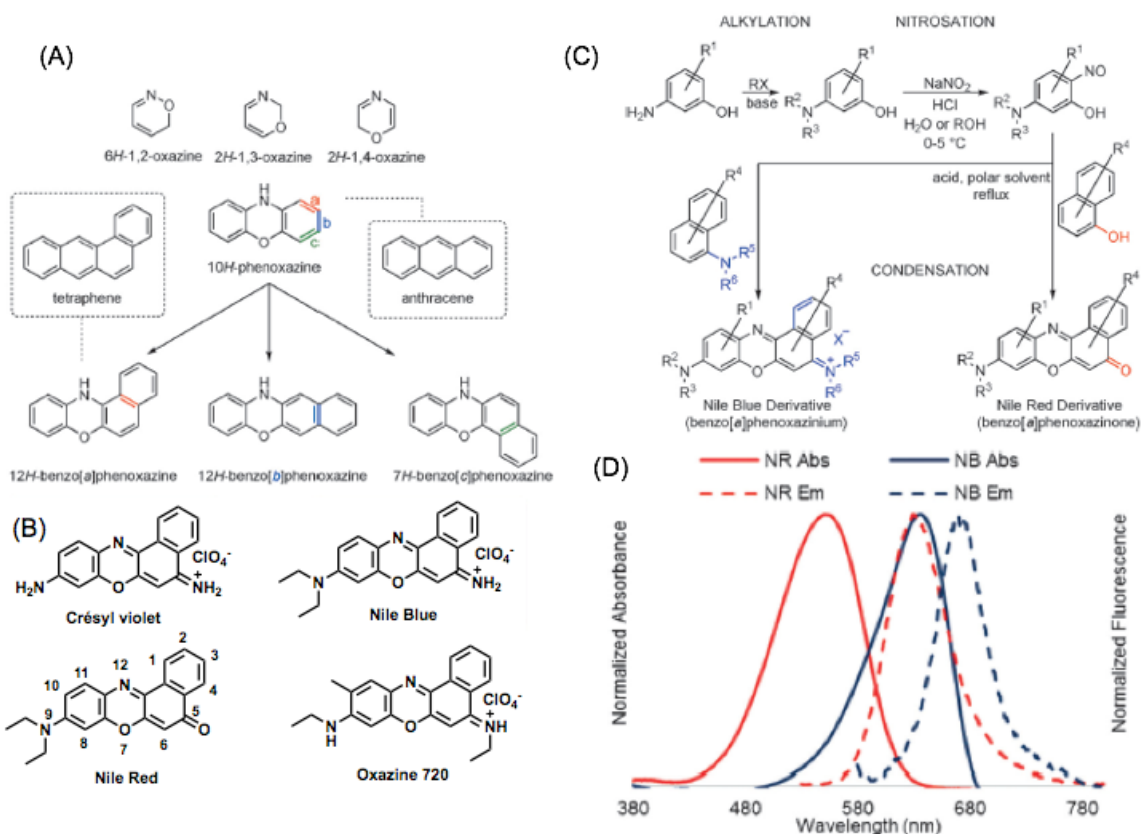 (A)
N
O
N
O
N
O
6H-1,2-oxazine 2H-1,3-oxazine 2H-1,4-oxazine
H
N
a
b
c
O
10H-phenoxazine
tetraphene
anthracene
H
N
O
H
N
O
H
N
O
12H-benzo[a]phenoxazine 12H-benzo[b]phenoxazine 7H-benzo[c]phenoxazine
(B)
N
ClO4-
H2N
O
+
NH2
Crésyl violet
N
ClO4-
N
O
+
NH2
Nile Blue
2
1
3
12
11
N
4
10
5
9
N
O
O
8
7
6
Nile Red
N
ClO4-
N
H
O
+
NH
Oxazine 720
(C)
ALKYLATION NITROSATION
R1
H2N
OH
RX
base
R1
R2
N
R3
OH
NaNO2
HCl
H2O or ROH
0-5 °C
R1
NO
R2
N
R3
OH
acid, polar solvent
reflux
R4
N
R5
R6
R4
OH
CONDENSATION
R1
N
R4
X-
R2
N
R3
O
N
+
R5
R6
Nile Blue Derivative
(benzo[a]phenoxazinium)
R1
N
R4
R2
N
R3
O
O
Nile Red Derivative
(benzo[a]phenoxazinone)
(D)
NR Abs NB Abs
NR Em NB Em
Normalized Absorbance
Normalized Fluorescence
380 480 580 680 780
Wavelength (nm)